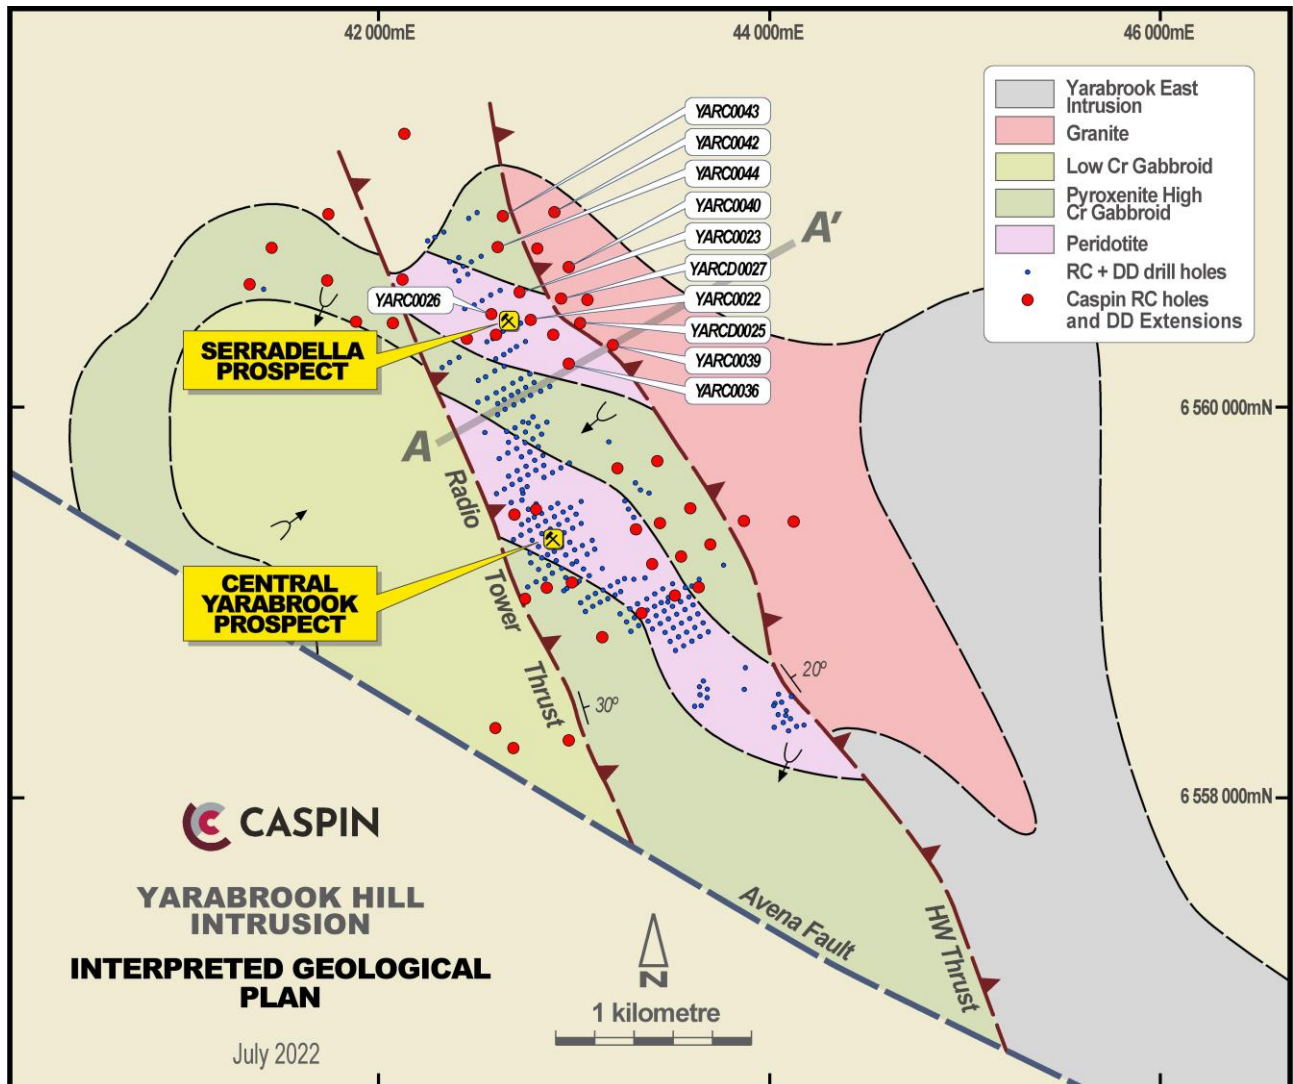 42 000mE
44 000mE
46 000mE
Yarabrook East
Intrusion
Granite
Low Cr Gabbroid
Pyroxenite High
Cr Gabbroid
Peridotite
RC + DD drill holes
Caspin RC holes
and DD Extensions
YARC0043
YARC0042
YARC0044
YARC0040
YARC0023
YARCD0027
YARC0022
YARCD0025
YARC0039
YARC0036
YARC0026
A'
A
SERRADELLA
PROSPECT
6 560 000mN
Radio
Tower
Thrust
CENTRAL
YARABROOK
PROSPECT
20°
30°
6 558 000mN
CASPIN
YARABROOK HILL
INTRUSION
INTERPRETED GEOLOGICAL
PLAN
July 2022
Avena Fault
HW Thrust
N
1 kilometre